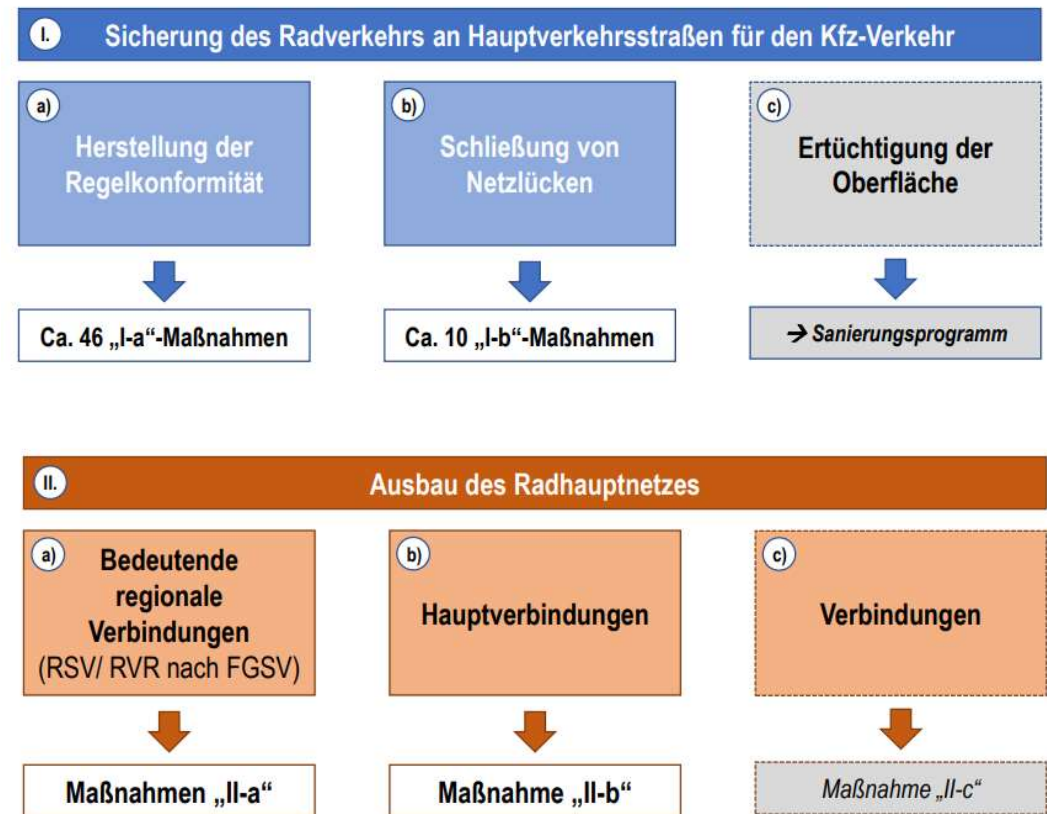 I. Sicherung des Radverkehrs an Hauptverkehrsstraßen für den Kfz-Verkehr
a)
Herstellung der
Regelkonformität
b)
Schließung von
Netzlücken
c)
Ertüchtigung der
Oberfläche
Ca. 46 „I-a“-Maßnahmen
Ca. 10 „I-b“-Maßnahmen
→ Sanierungsprogramm
II. Ausbau des Radhauptnetzes
a)
Bedeutende
regionale
Verbindungen
(RSV/ RVR nach FGSV)
b)
Hauptverbindungen
c)
Verbindungen
Maßnahmen „II-a“
Maßnahme „II-b“
Maßnahme „II-c“